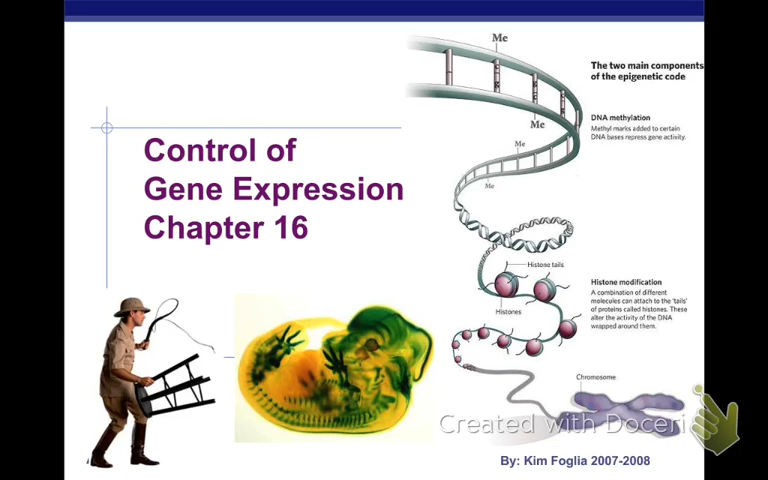 Me
The two main components
of the epigenetic code
DNA methylation
Methyl marks added to certain
DNA bases repress gene activity.
Me
Me
Me
Control of
Gene Expression
Chapter 16
Histone tails
Histones
Histone modification
A combination of different
molecules can attach to the 'tails'
of proteins called histones. These
alter the activity of the DNA
wrapped around them.
Chromosome
Created with Doceri
By: Kim Foglia 2007-2008